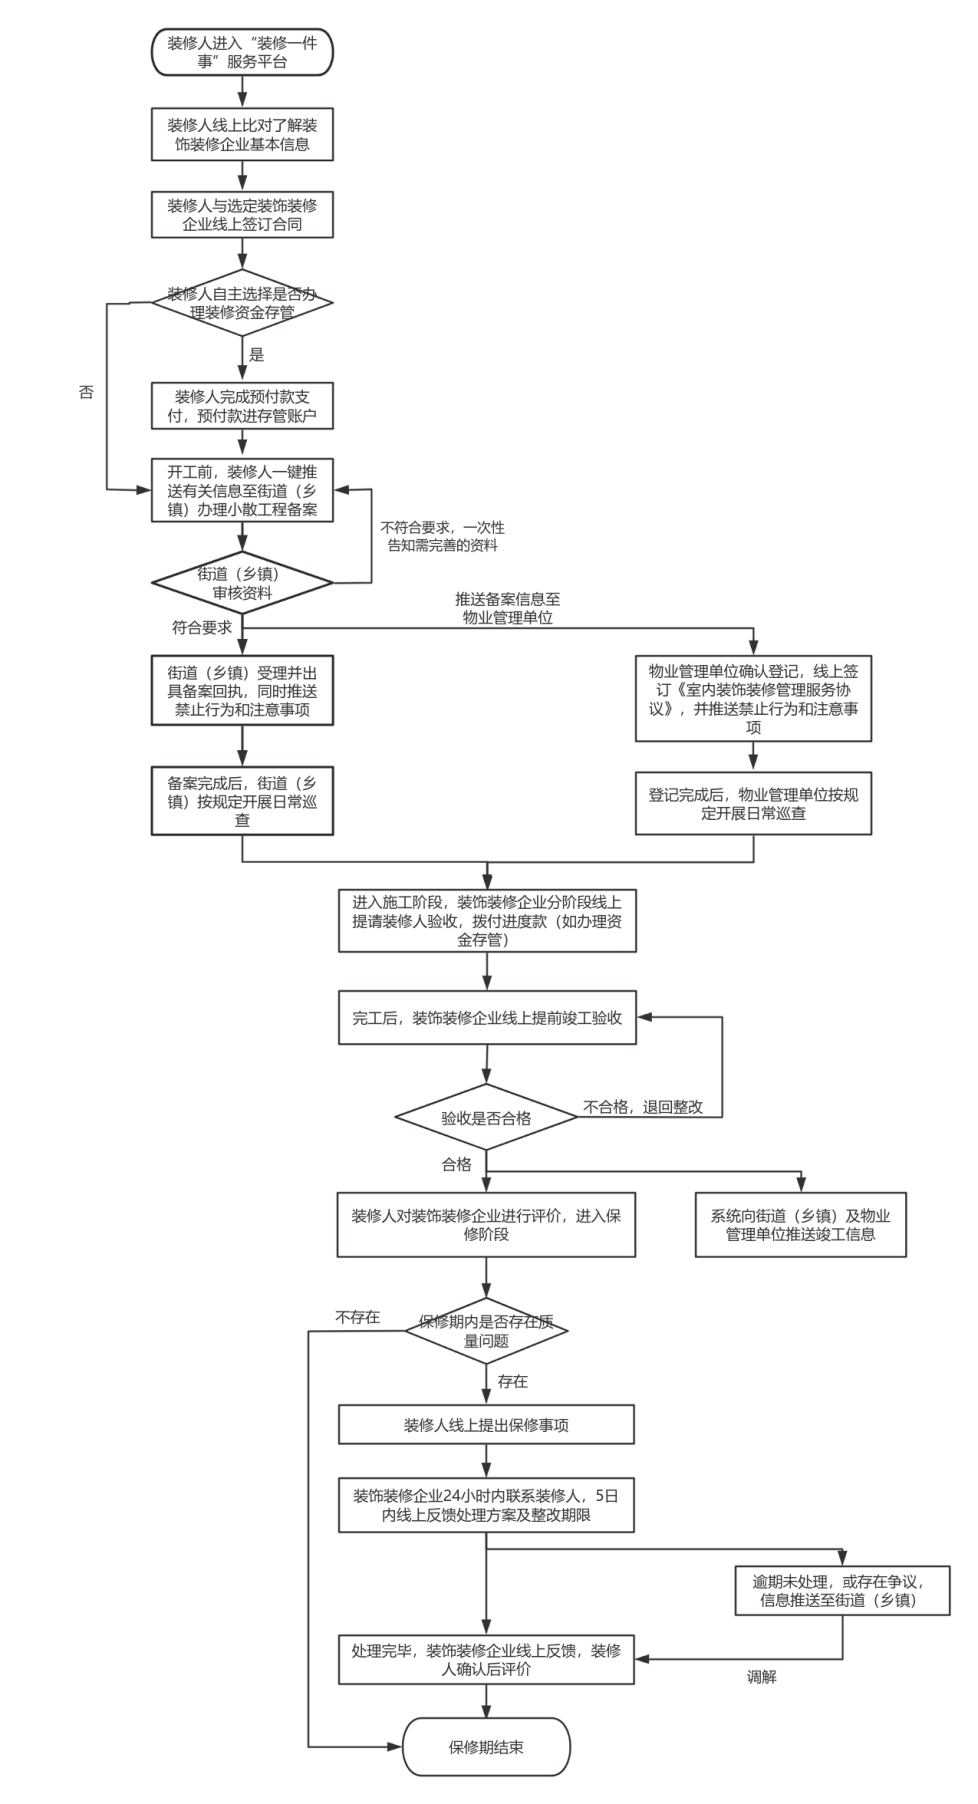 装修人进入“装修一件
事”服务平台
装修人线上比对了解装
饰装修企业基本信息
装修人与选定装饰装修
企业线上签订合同
装修人自主选择是否办
理装修资金存管
是
否
装修人完成预付款支
付，预付款进存管账户
开工前，装修人一键推
送有关信息至街道（乡
镇）办理小散工程备案
不符合要求，一次性
告知需完善的资料
街道（乡镇）
审核资料
推送备案信息至
物业管理单位
符合要求
街道（乡镇）受理并出
具备案回执，同时推送
禁止行为和注意事项
物业管理单位确认登记，线上签
订《室内装饰装修管理服务协
议》，并推送禁止行为和注意事
项
备案完成后，街道（乡
镇）按规定开展日常巡
查
登记完成后，物业管理单位按规
定开展日常巡查
进入施工阶段，装饰装修企业分阶段线上
提请装修人验收，拨付进度款（如办理资
金存管）
完工后，装饰装修企业线上提前竣工验收
验收是否合格
不合格，退回整改
合格
装修人对装饰装修企业进行评价，进入保
修阶段
系统向街道（乡镇）及物业
管理单位推送竣工信息
保修期内是否存在质
量问题
不存在
存在
装修人线上提出保修事项
装饰装修企业24小时内联系装修人，5日
内线上反馈处理方案及整改期限
逾期未处理，或存在争议，
信息推送至街道（乡镇）
处理完毕，装饰装修企业线上反馈，装修
人确认后评价
调解
保修期结束